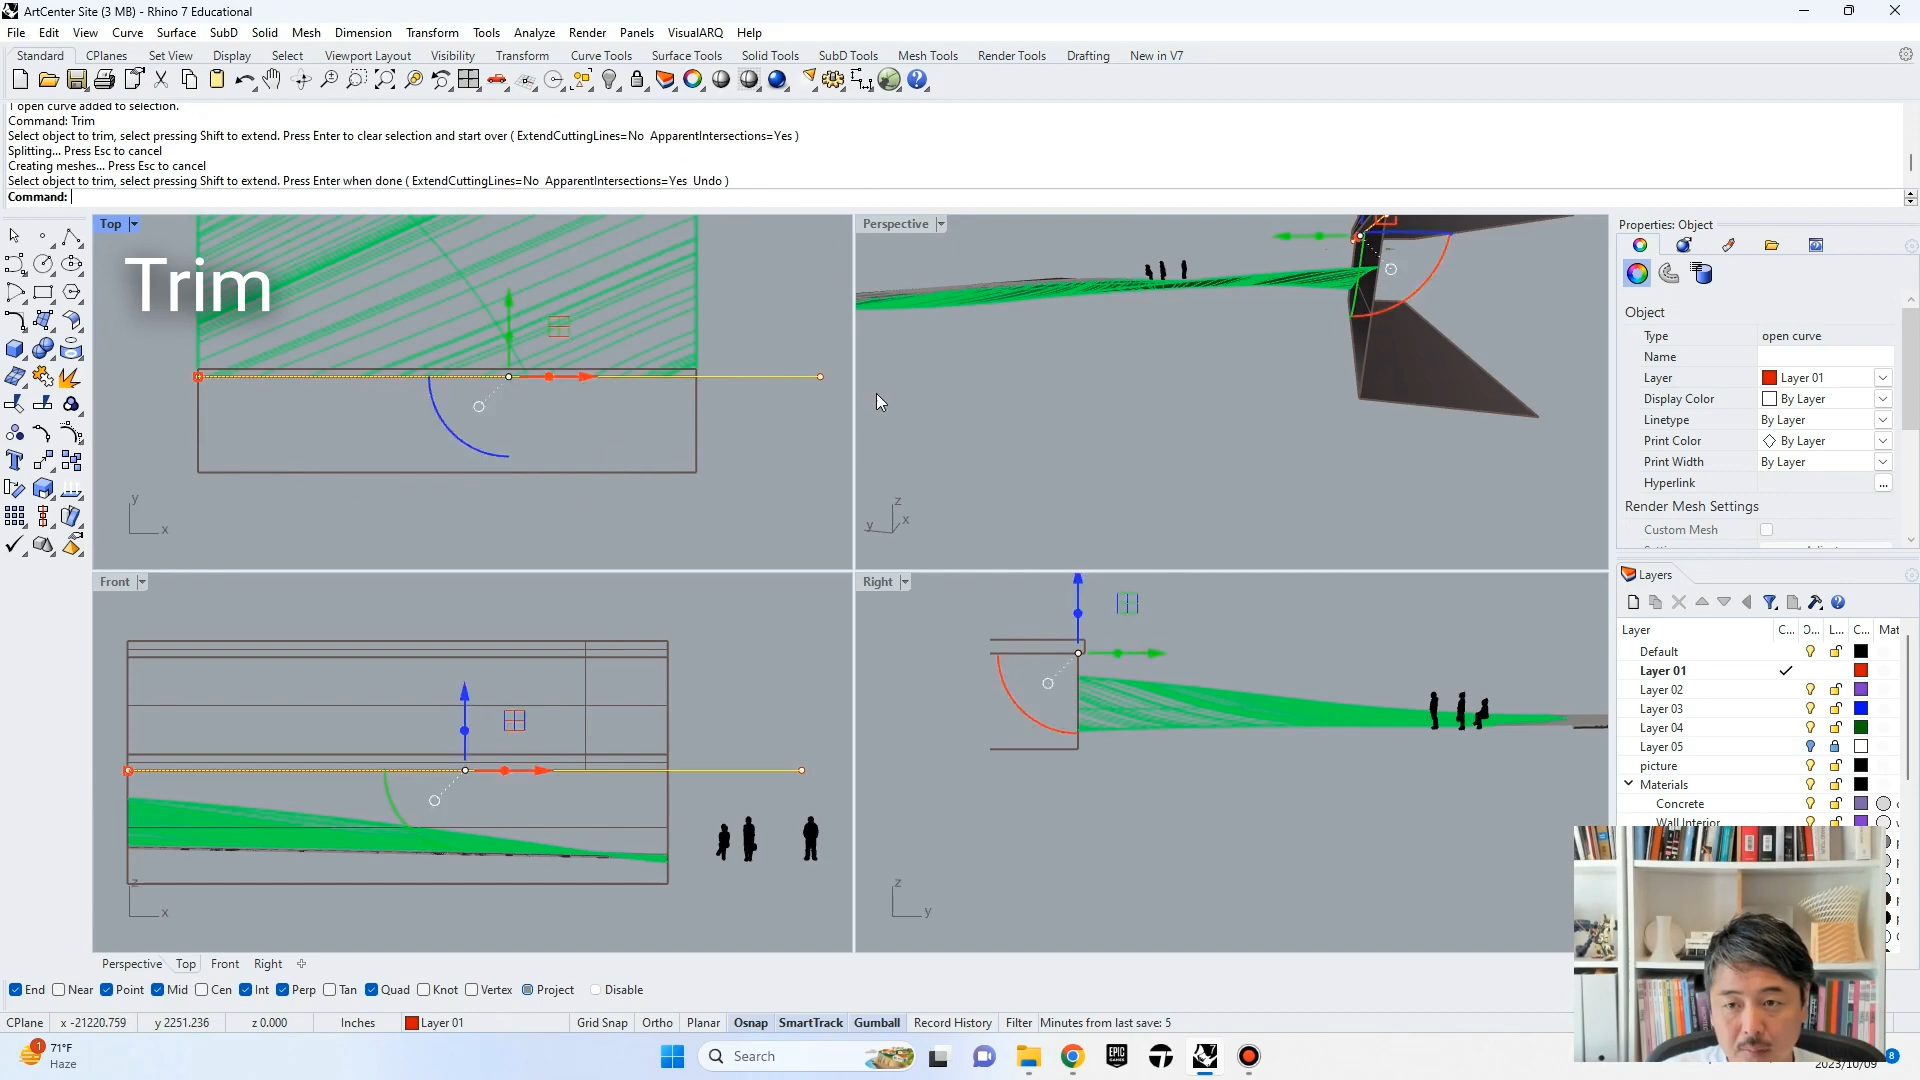 ArtCenter Site (3 MB) - Rhino 7 Educational
File Edit View Curve Surface SubD Solid Mesh Dimension Transform Tools Analyze Render Panels VisualARQ Help
Standard CPlanes Set View Display Select Viewport Layout Visibility Transform Curve Tools Surface Tools Solid Tools SubD Tools Mesh Tools Render Tools Drafting New in V7
1 open curve added to selection.
Command: Trim
Select object to trim, select pressing Shift to extend. Press Enter to clear selection and start over ( ExtendCuttingLines=No ApparentIntersections=Yes )
Splitting... Press Esc to cancel
Creating meshes... Press Esc to cancel
Select object to trim, select pressing Shift to extend. Press Enter when done ( ExtendCuttingLines=No ApparentIntersections=Yes Undo )
Command:
Top
Perspective
Trim
y
x
z
y x
Front
Right
z
x
z
y
Properties: Object
Object
Type open curve
Name
Layer Layer 01
Display Color By Layer
Linetype By Layer
Print Color By Layer
Print Width By Layer
Hyperlink ...
Render Mesh Settings
Custom Mesh
Layers
Layer C... O... L... C... Mat
Default
Layer 01
Layer 02
Layer 03
Layer 04
Layer 05
picture
Materials
Concrete
Wall Interior
Perspective Top Front Right
End Near Point Mid Cen Int Perp Tan Quad Knot Vertex Project Disable
CPlane x -21220.759 y 2251.236 z 0.000 Inches Layer 01 Grid Snap Ortho Planar Osnap SmartTrack Gumball Record History Filter Minutes from last save: 5
1
71°F
Haze
Search
EPIC
GAMES
7
2023/10/09
8